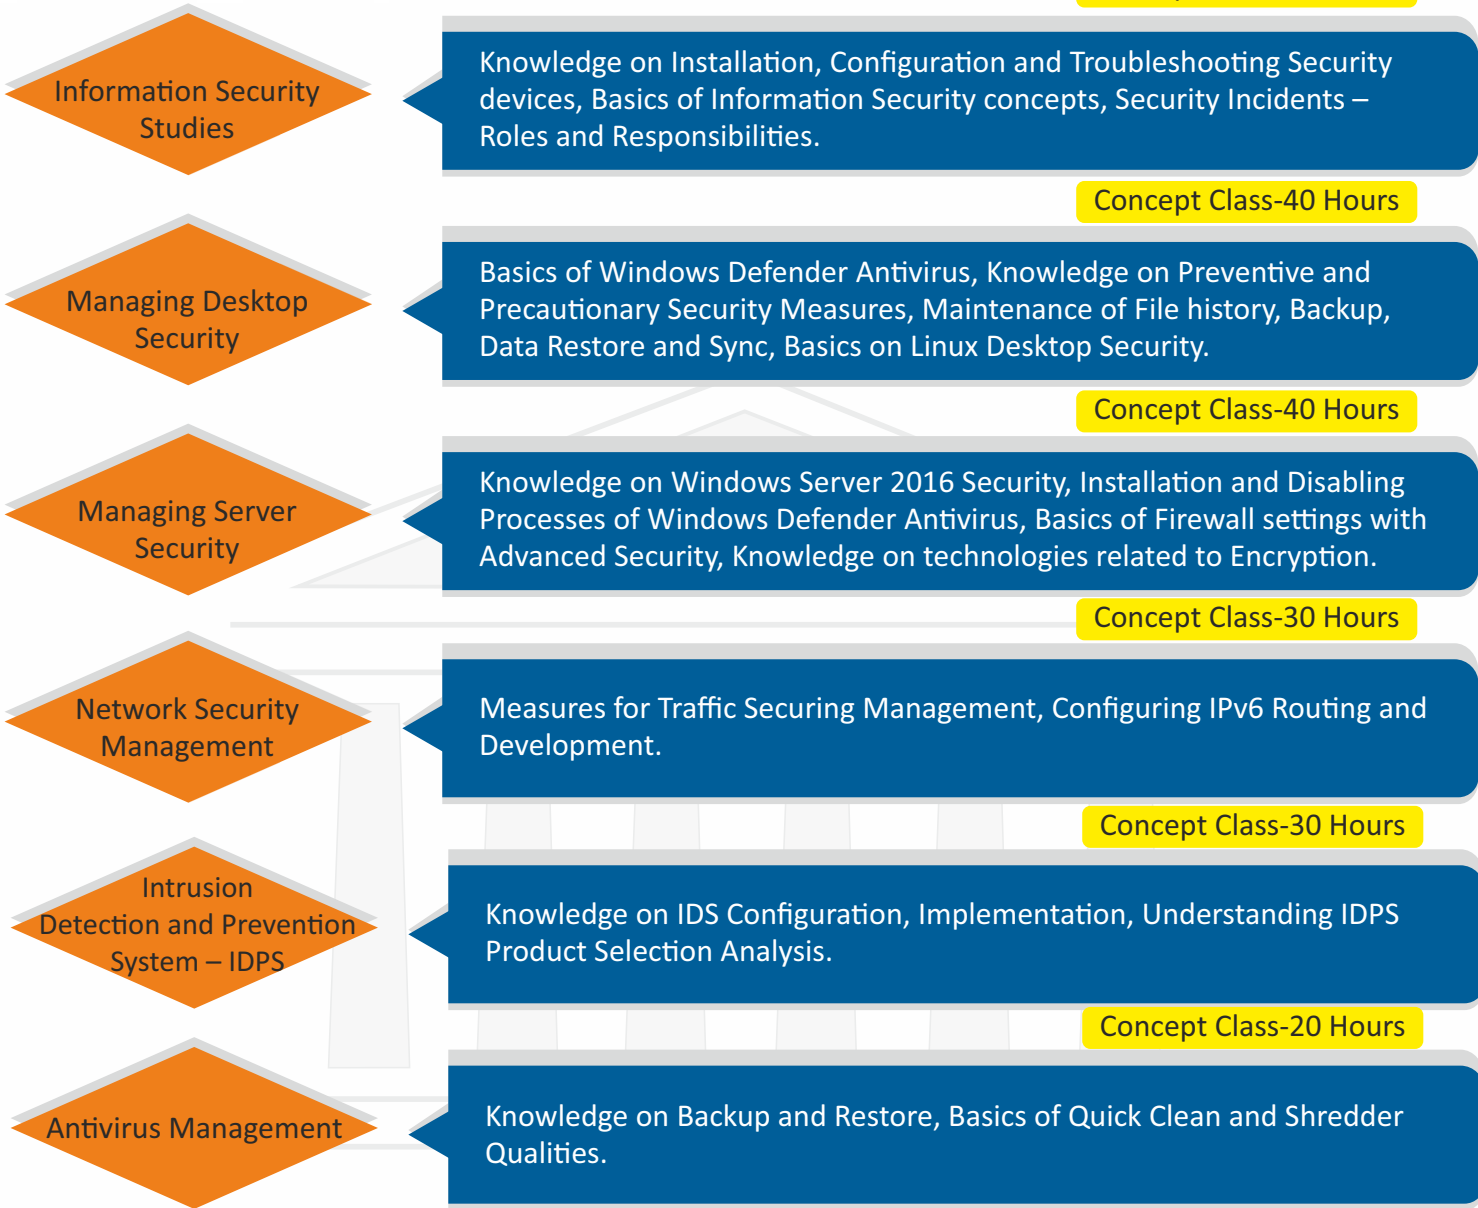 Information Security
Studies
Knowledge on Installation, Configuration and Troubleshooting Security
devices, Basics of Information Security concepts, Security Incidents –
Roles and Responsibilities.
Concept Class-40 Hours
Managing Desktop
Security
Basics of Windows Defender Antivirus, Knowledge on Preventive and
Precautionary Security Measures, Maintenance of File history, Backup,
Data Restore and Sync, Basics on Linux Desktop Security.
Concept Class-40 Hours
Managing Server
Security
Knowledge on Windows Server 2016 Security, Installation and Disabling
Processes of Windows Defender Antivirus, Basics of Firewall settings with
Advanced Security, Knowledge on technologies related to Encryption.
Concept Class-30 Hours
Network Security
Management
Measures for Traffic Securing Management, Configuring IPv6 Routing and
Development.
Concept Class-30 Hours
Intrusion
Detection and Prevention
System – IDPS
Knowledge on IDS Configuration, Implementation, Understanding IDPS
Product Selection Analysis.
Concept Class-20 Hours
Antivirus Management
Knowledge on Backup and Restore, Basics of Quick Clean and Shredder
Qualities.